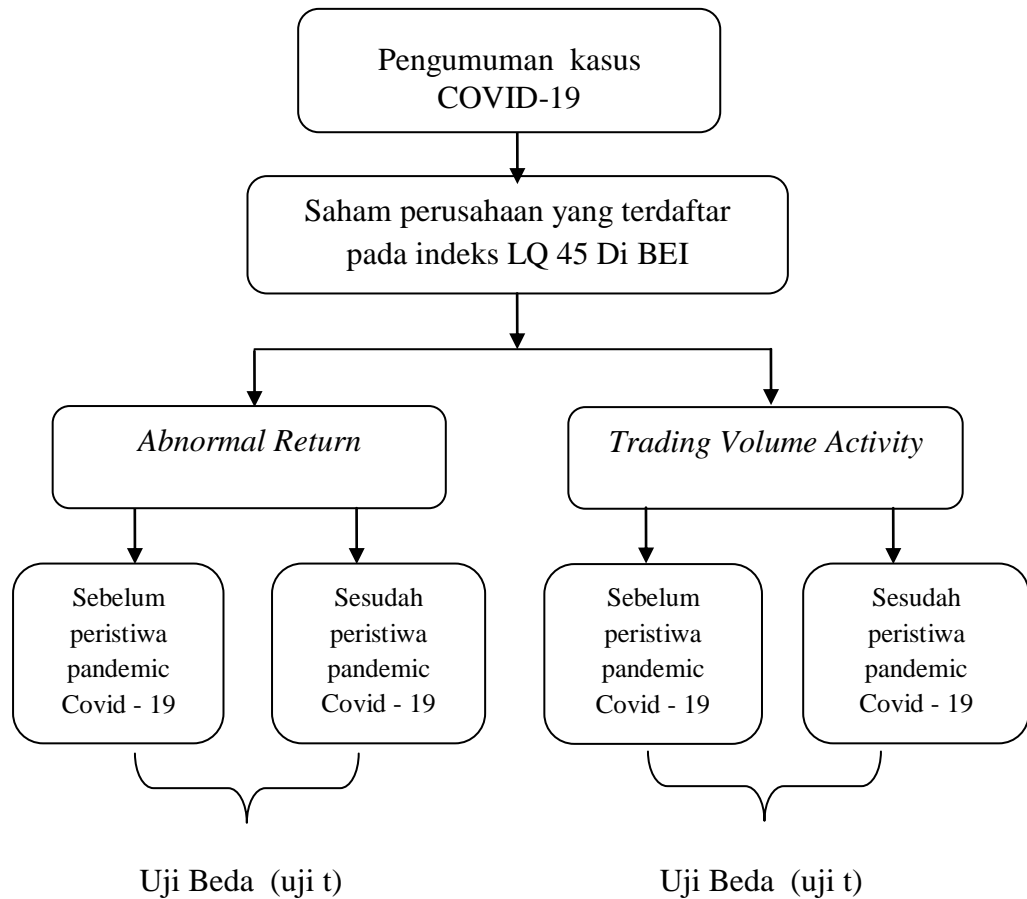 Pengumuman kasus
COVID-19
Saham perusahaan yang terdaftar
pada indeks LQ 45 Di BEI
Abnormal Return
Trading Volume Activity
Sebelum
peristiwa
pandemic
Covid - 19
Sesudah
peristiwa
pandemic
Covid - 19
Sebelum
peristiwa
pandemic
Covid - 19
Sesudah
peristiwa
pandemic
Covid - 19
Uji Beda (uji t)
Uji Beda (uji t)